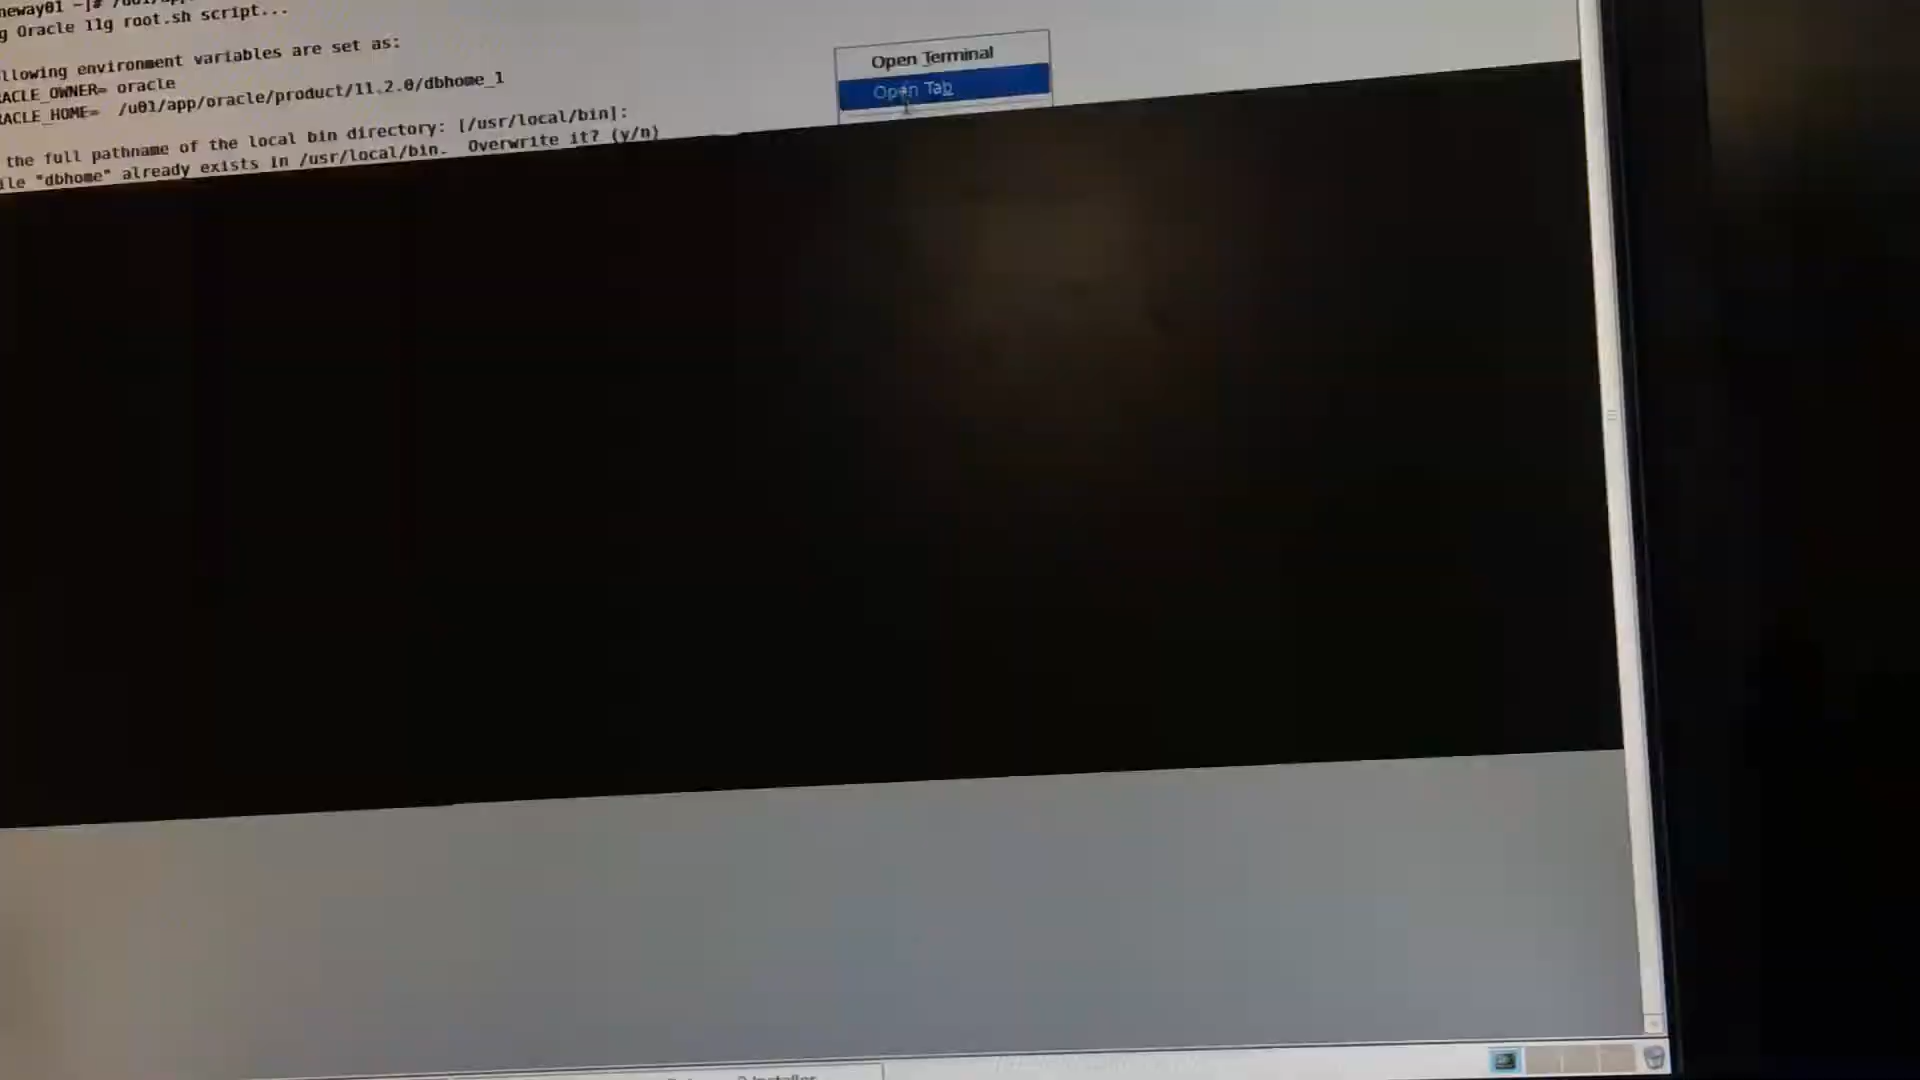 neway01 ~]#
g Oracle 11g root.sh script...
llowing environment variables are set as:
ACLE_OWNER= oracle
ACLE_HOME=  /u01/app/oracle/product/11.2.0/dbhome_1
the full pathname of the local bin directory: [/usr/local/bin]:
ile "dbhome" already exists in /usr/local/bin.  Overwrite it? (y/n)
Open Terminal
Open Tab